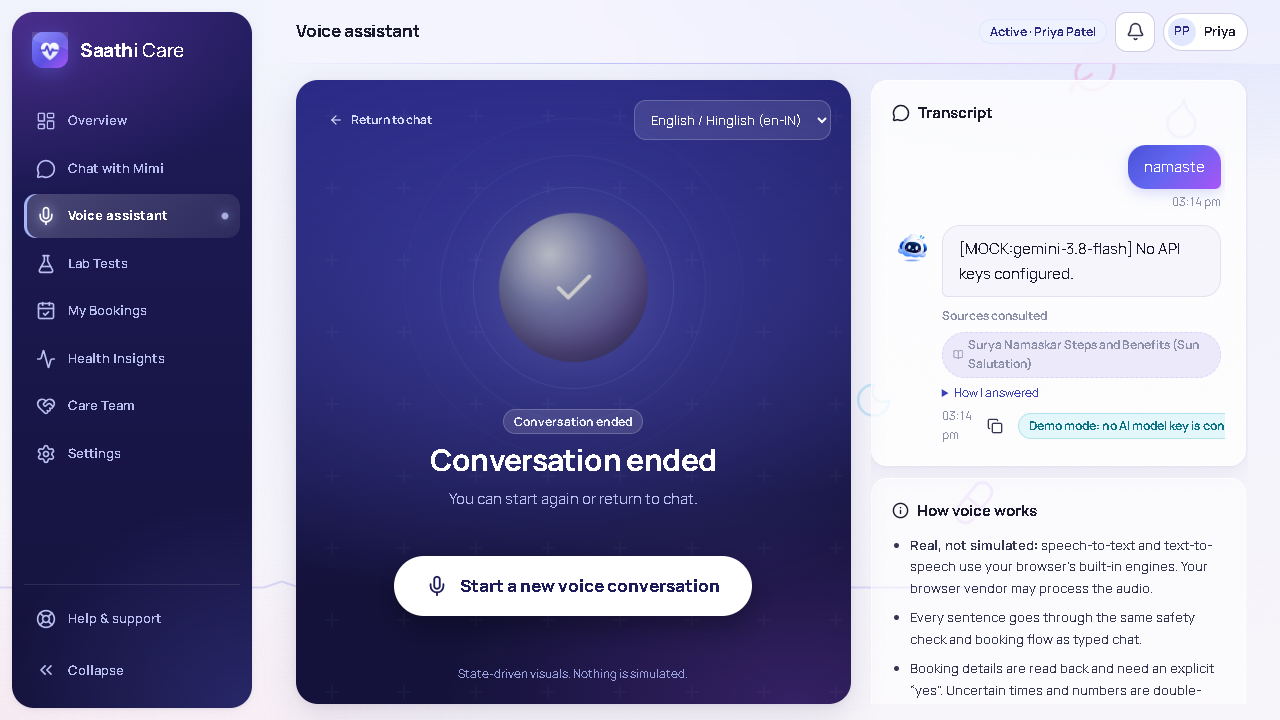 Saathi Care
Overview
Chat with Mimi
Voice assistant
Lab Tests
My Bookings
Health Insights
Care Team
Settings
Help & support
Collapse
Voice assistant
Active · Priya Patel
PP
Priya
Return to chat
English / Hinglish (en-IN)
Conversation ended
Conversation ended
You can start again or return to chat.
Start a new voice conversation
State-driven visuals. Nothing is simulated.
Transcript
namaste
03:14 pm
[MOCK:gemini-3.8-flash] No API
keys configured.
Sources consulted
Surya Namaskar Steps and Benefits (Sun
Salutation)
How I answered
03:14
pm
Demo mode: no AI model key is con
How voice works
Real, not simulated: speech-to-text and text-to-
speech use your browser's built-in engines. Your
browser vendor may process the audio.
Every sentence goes through the same safety
check and booking flow as typed chat.
Booking details are read back and need an explicit
"yes". Uncertain times and numbers are double-